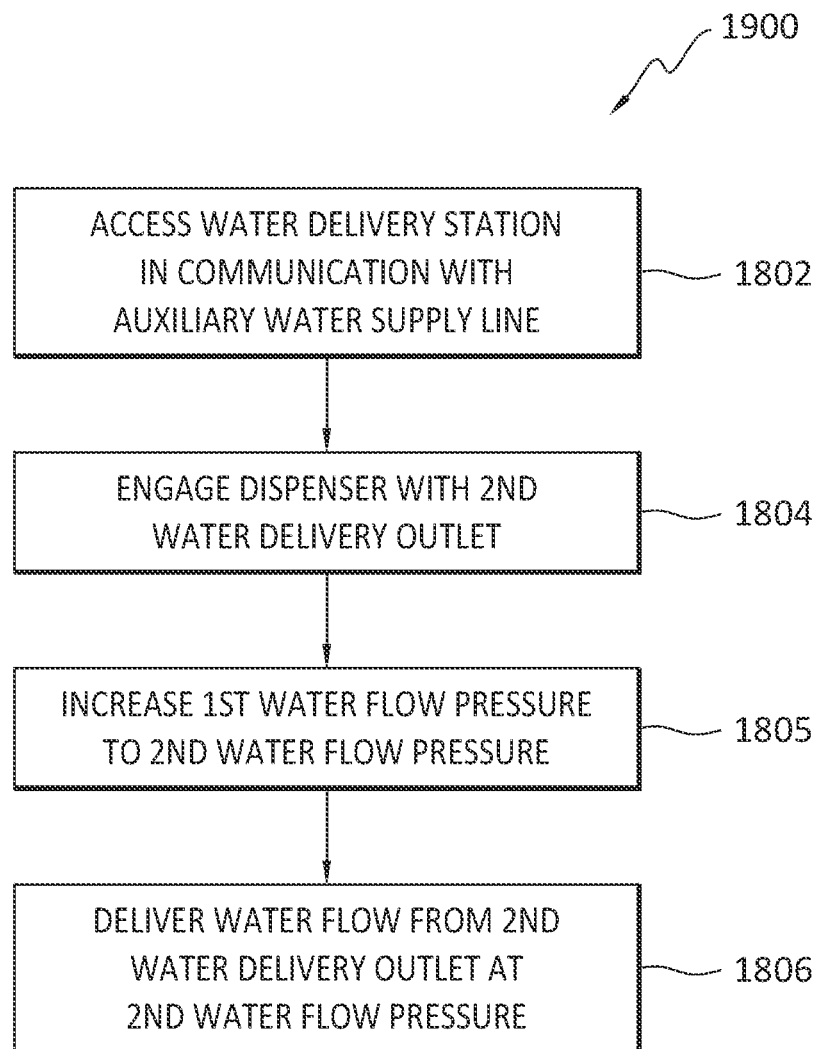 1900
ACCESS WATER DELIVERY STATION
IN COMMUNICATION WITH
AUXILIARY WATER SUPPLY LINE
1802
ENGAGE DISPENSER WITH 2ND
WATER DELIVERY OUTLET
1804
INCREASE 1ST WATER FLOW PRESSURE
TO 2ND WATER FLOW PRESSURE
1805
DELIVER WATER FLOW FROM 2ND
WATER DELIVERY OUTLET AT
2ND WATER FLOW PRESSURE
1806